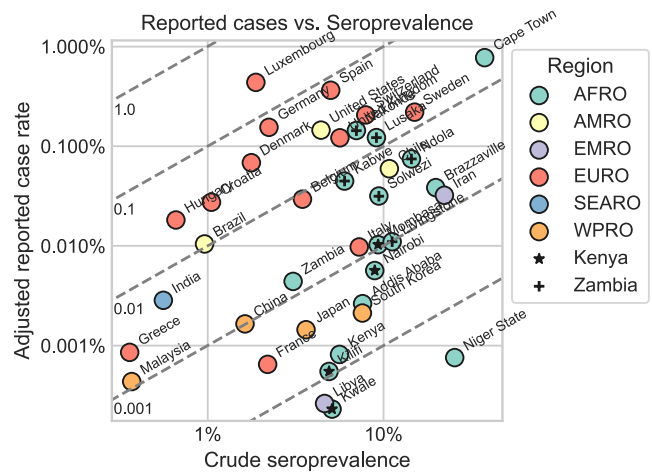 Reported cases vs. Seroprevalence
Adjusted reported case rate
1.000%
0.100%
0.010%
0.001%
1.0
0.1
0.01
0.001
Luxembourg
Spain
Cape Town
Germany
United States
Switzerland
Denmark
Lusaka
Sweden
Hungary
Croatia
Belgium
Kabwe
Chile
Ndola
Solwezi
Brazzaville
Iran
Brazil
Italy
Mombasa
Livingstone
India
Zambia
Nairobi
China
Japan
Addis Ababa
South Korea
Greece
Malaysia
France
Kenya
Kilifi
Niger State
Libya
Kwale
1%
10%
Crude seroprevalence
Region
AFRO
AMRO
EMRO
EURO
SEARO
WPRO
Kenya
Zambia